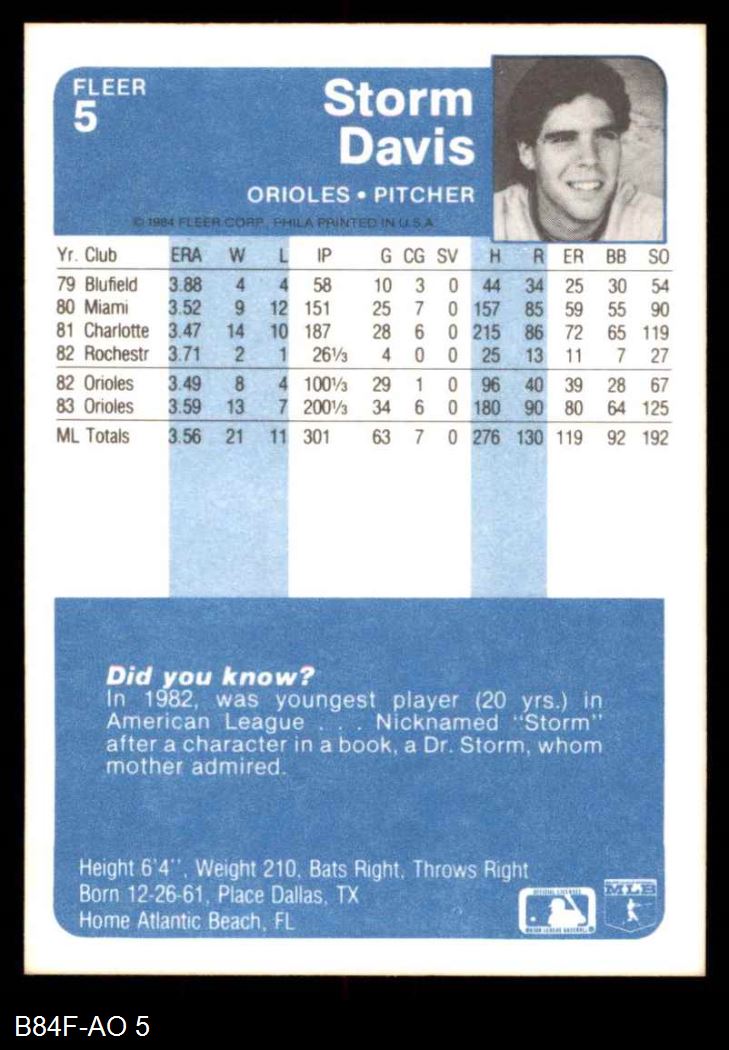 FLEER
5
Storm
Davis
ORIOLES • PITCHER
© 1984 FLEER CORP. PHILA PRINTED IN U.S.A.
Yr. Club ERA W L IP G CG SV H R ER BB SO
79 Blufield 3.88 4 4 58 10 3 0 44 34 25 30 54
80 Miami 3.52 9 12 151 25 7 0 157 85 59 55 90
81 Charlotte 3.47 14 10 187 28 6 0 215 86 72 65 119
82 Rochestr 3.71 2 1 26⅓ 4 0 0 25 13 11 7 27
82 Orioles 3.49 8 4 100⅓ 29 1 0 96 40 39 28 67
83 Orioles 3.59 13 7 200⅓ 34 6 0 180 90 80 64 125
ML Totals 3.56 21 11 301 63 7 0 276 130 119 92 192
Did you know?
In 1982, was youngest player (20 yrs.) in
American League . . . Nicknamed "Storm"
after a character in a book, a Dr. Storm, whom
mother admired.
Height 6'4'', Weight 210, Bats Right, Throws Right
Born 12-26-61, Place Dallas, TX
Home Atlantic Beach, FL
OFFICIAL LICENSEE
MAJOR LEAGUE BASEBALL
MLB
B84F-AO 5